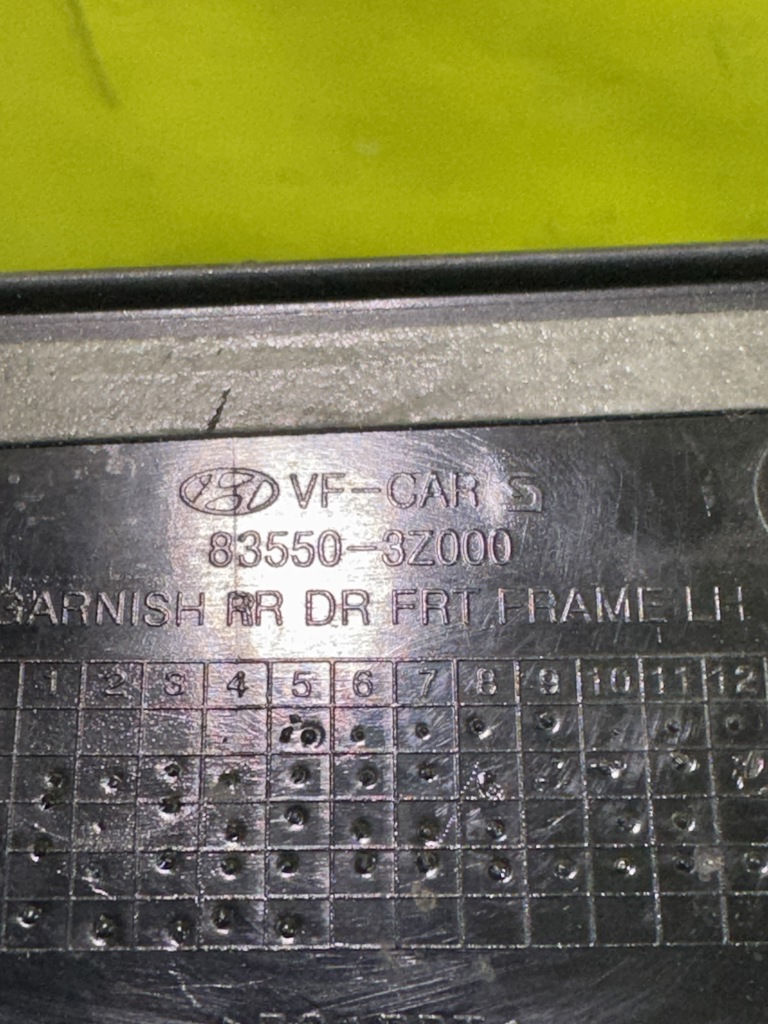 VF-CAR
83550-3Z000
GARNISH RR DR FRT FRAME LH
1 2 3 4 5 6 7 8 9 10 11 12